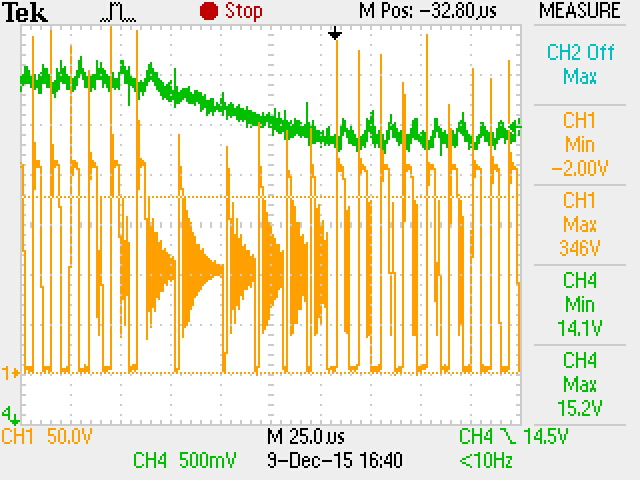 Tek Stop M Pos: -32.80µs MEASURE
CH2 Off
Max
CH1
Min
-2.00V
CH1
Max
346V
CH4
Min
14.1V
CH4
Max
15.2V
1
4
CH1 50.0V M 25.0µs CH4 14.5V
CH4 500mV 9-Dec-15 16:40 <10Hz